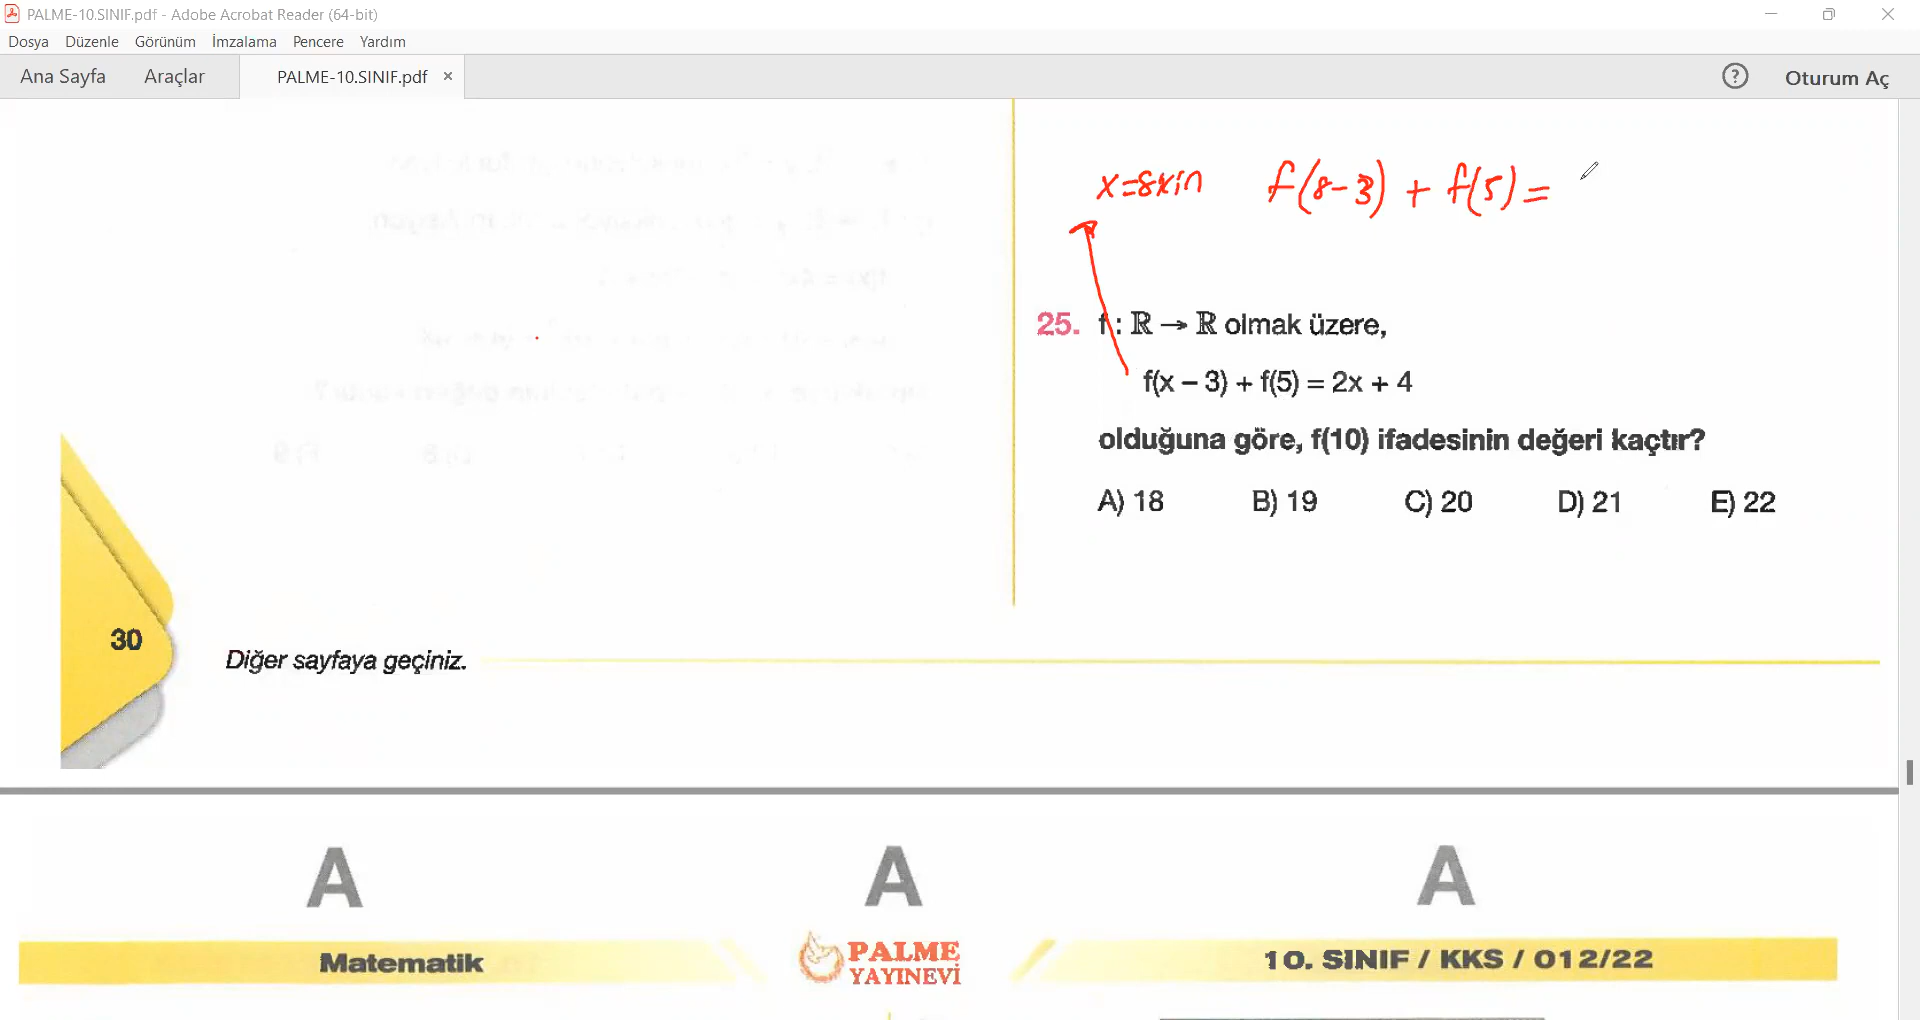 PALME-10.SINIF.pdf - Adobe Acrobat Reader (64-bit)
Dosya Düzenle Görünüm İmzalama Pencere Yardım
Ana Sayfa Araçlar PALME-10.SINIF.pdf × ? Oturum Aç
x=8 için f(8-3) + f(5) =
25. f : ℝ → ℝ olmak üzere,
f(x – 3) + f(5) = 2x + 4
olduğuna göre, f(10) ifadesinin değeri kaçtır?
A) 18 B) 19 C) 20 D) 21 E) 22
30
Diğer sayfaya geçiniz.
A A A
Matematik
PALME
YAYINEVİ
10. SINIF / KKS / 012/22